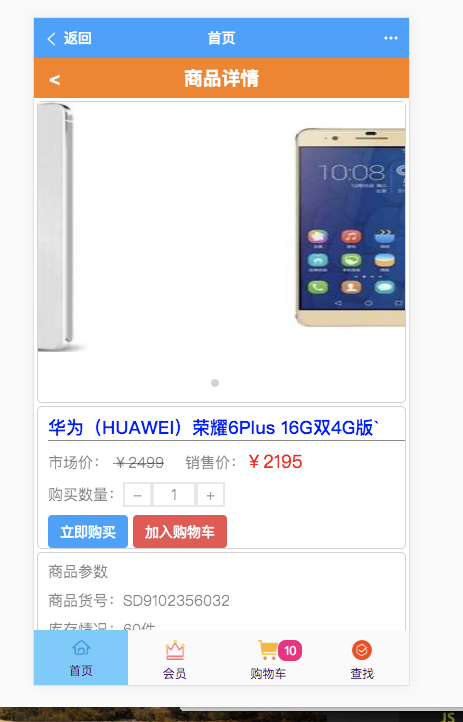 返回 首页 ···
< 商品详情
10:08
华为（HUAWEI）荣耀6Plus 16G双4G版`
市场价： ￥2499 销售价： ￥2195
购买数量： − 1 +
立即购买 加入购物车
商品参数
商品货号：SD9102356032
库存情况：60件
10
首页 会员 购物车 查找
JS